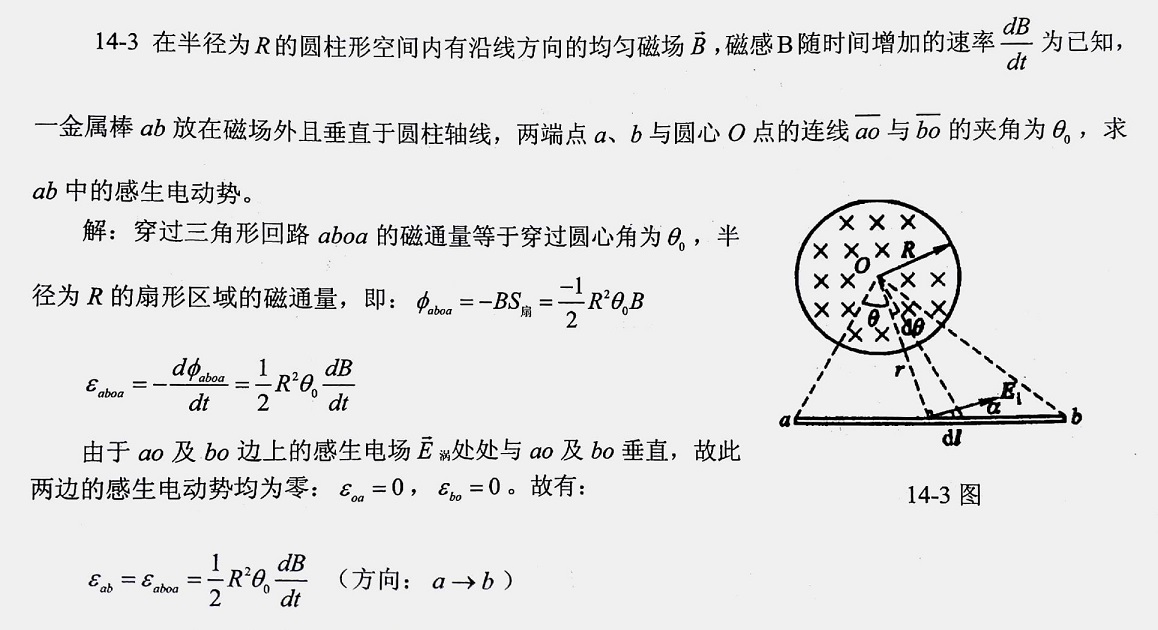 14-3 在半径为R的圆柱形空间内有沿线方向的均匀磁场 $\vec{B}$ ,磁感B随时间增加的速率 $\frac{dB}{dt}$ 为已知,
一金属棒 ab 放在磁场外且垂直于圆柱轴线，两端点 a、b 与圆心 O 点的连线 $\overline{ao}$ 与 $\overline{bo}$ 的夹角为 $\theta_0$ ，求
ab 中的感生电动势。
解：穿过三角形回路 aboa 的磁通量等于穿过圆心角为 $\theta_0$ ，半
径为 R 的扇形区域的磁通量，即： $\phi_{aboa} = -BS_{扇} = \frac{-1}{2}R^2\theta_0 B$
$\varepsilon_{aboa} = -\frac{d\phi_{aboa}}{dt} = \frac{1}{2}R^2\theta_0\frac{dB}{dt}$
由于 ao 及 bo 边上的感生电场 $\vec{E}_{涡}$处处与 ao 及 bo 垂直，故此
两边的感生电动势均为零： $\varepsilon_{oa} = 0$ ， $\varepsilon_{bo} = 0$ 。故有：
$\varepsilon_{ab} = \varepsilon_{aboa} = \frac{1}{2}R^2\theta_0\frac{dB}{dt}$ （方向： $a \to b$ ）
R
O
θ
dθ
r
$E_i$
α
a
b
dl
14-3 图